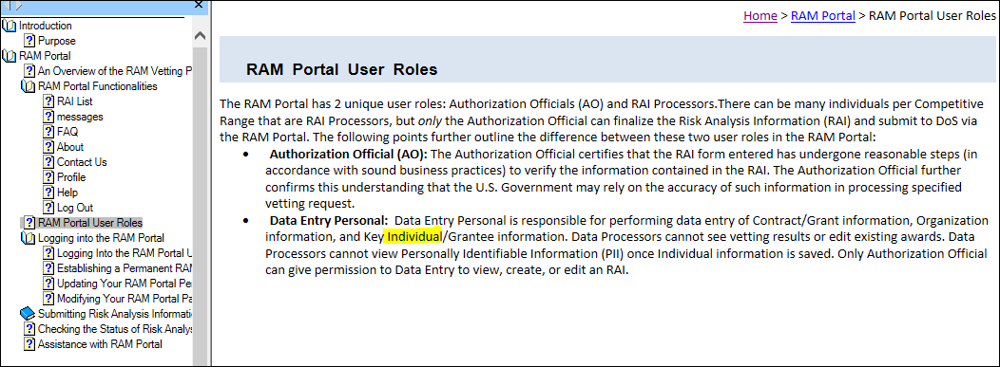 Introduction
Purpose
RAM Portal
An Overview of the RAM Vetting P
RAM Portal Functionalities
RAI List
messages
FAQ
About
Contact Us
Profile
Help
Log Out
RAM Portal User Roles
Logging into the RAM Portal
Logging Into the RAM Portal U
Establishing a Permanent RAM
Updating Your RAM Portal Pe
Modifying Your RAM Portal Pa
Submitting Risk Analysis Informati
Checking the Status of Risk Analys
Assistance with RAM Portal
Home > RAM Portal > RAM Portal User Roles
RAM Portal User Roles
The RAM Portal has 2 unique user roles: Authorization Officials (AO) and RAI Processors.There can be many individuals per Competitive
Range that are RAI Processors, but only the Authorization Official can finalize the Risk Analysis Information (RAI) and submit to DoS via
the RAM Portal. The following points further outline the difference between these two user roles in the RAM Portal:
• Authorization Official (AO): The Authorization Official certifies that the RAI form entered has undergone reasonable steps (in
accordance with sound business practices) to verify the information contained in the RAI. The Authorization Official further
confirms this understanding that the U.S. Government may rely on the accuracy of such information in processing specified
vetting request.
• Data Entry Personal: Data Entry Personal is responsible for performing data entry of Contract/Grant information, Organization
information, and Key Individual/Grantee information. Data Processors cannot see vetting results or edit existing awards. Data
Processors cannot view Personally Identifiable Information (PII) once Individual information is saved. Only Authorization Official
can give permission to Data Entry to view, create, or edit an RAI.